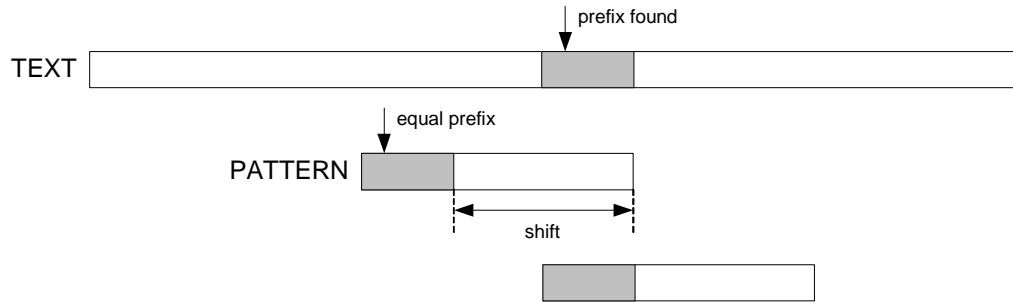 prefix found
TEXT
equal prefix
PATTERN
shift